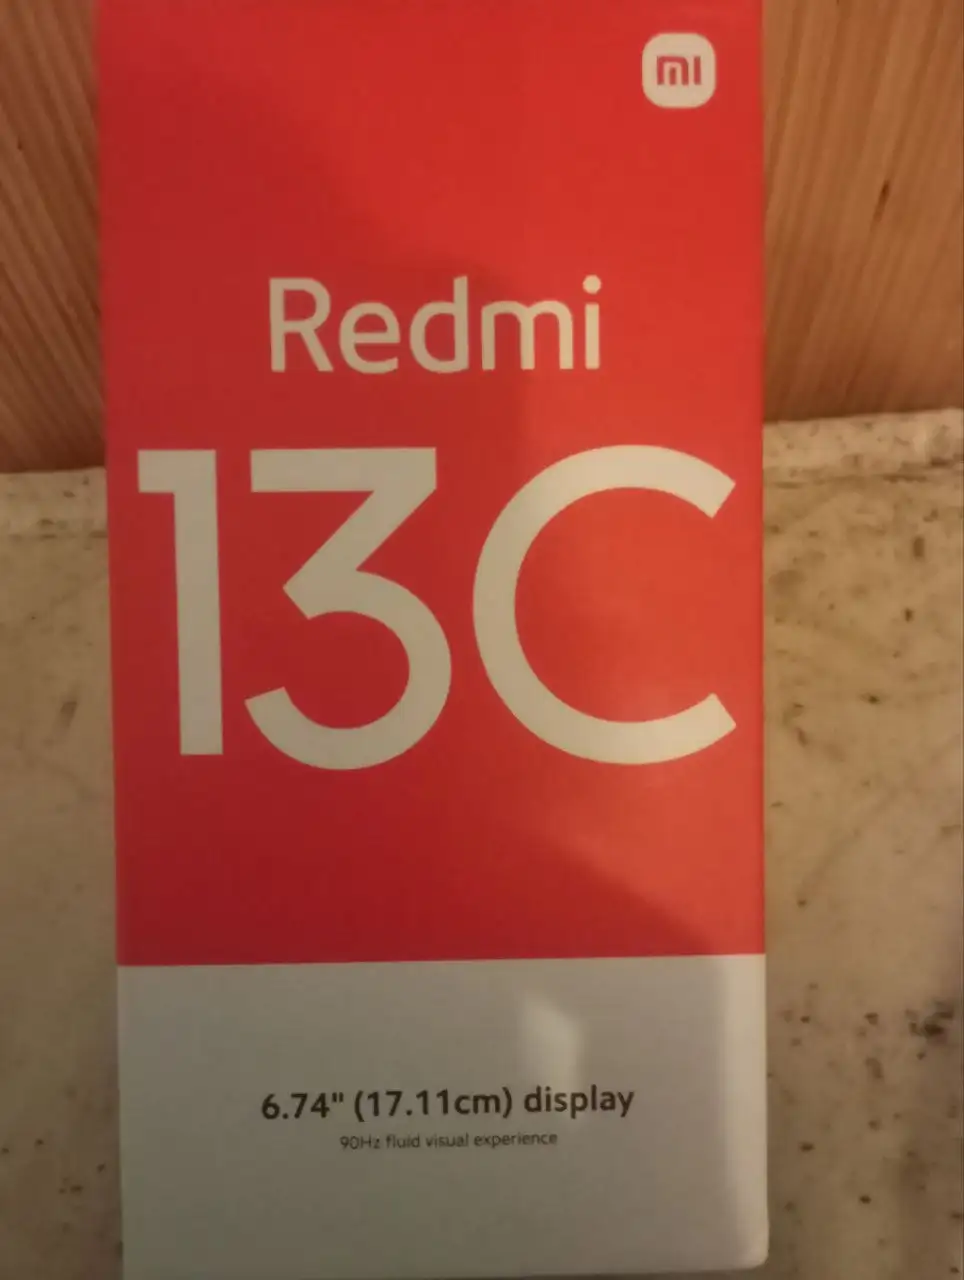 mi
Redmi
13C
6.74" (17.11cm) display
90Hz fluid visual experience